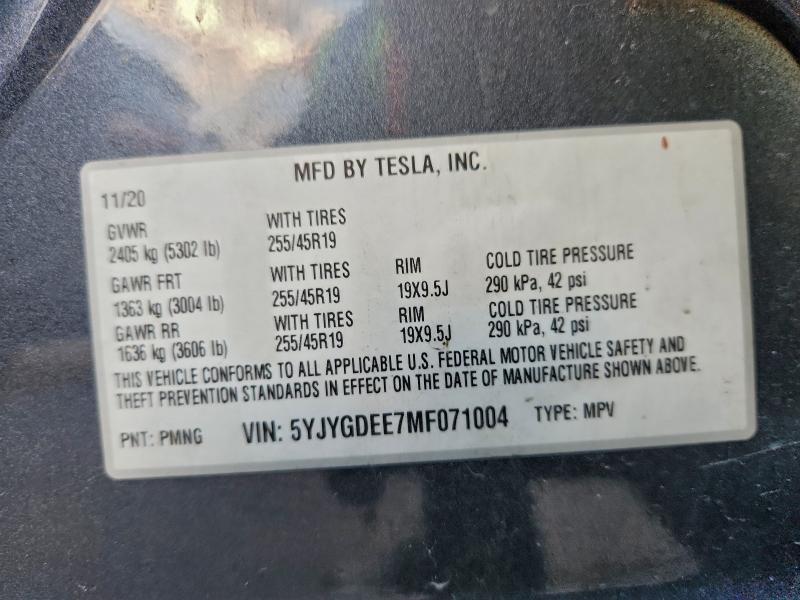 MFD BY TESLA, INC.
11/20
GVWR WITH TIRES
2405 kg (5302 lb) 255/45R19
GAWR FRT WITH TIRES RIM COLD TIRE PRESSURE
1363 kg (3004 lb) 255/45R19 19X9.5J 290 kPa, 42 psi
GAWR RR WITH TIRES RIM COLD TIRE PRESSURE
1636 kg (3606 lb) 255/45R19 19X9.5J 290 kPa, 42 psi
THIS VEHICLE CONFORMS TO ALL APPLICABLE U.S. FEDERAL MOTOR VEHICLE SAFETY AND
THEFT PREVENTION STANDARDS IN EFFECT ON THE DATE OF MANUFACTURE SHOWN ABOVE.
PNT: PMNG VIN: 5YJYGDEE7MF071004 TYPE: MPV